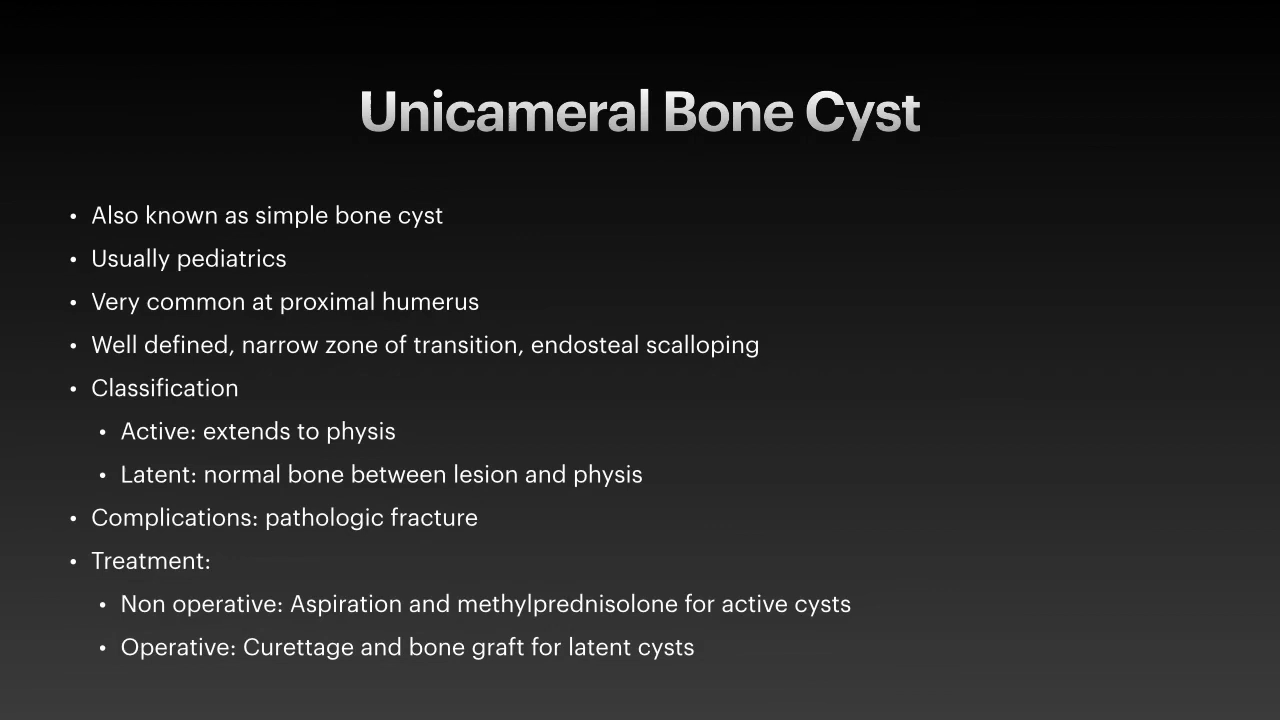 Unicameral Bone Cyst
• Also known as simple bone cyst
• Usually pediatrics
• Very common at proximal humerus
• Well defined, narrow zone of transition, endosteal scalloping
• Classification
• Active: extends to physis
• Latent: normal bone between lesion and physis
• Complications: pathologic fracture
• Treatment:
• Non operative: Aspiration and methylprednisolone for active cysts
• Operative: Curettage and bone graft for latent cysts